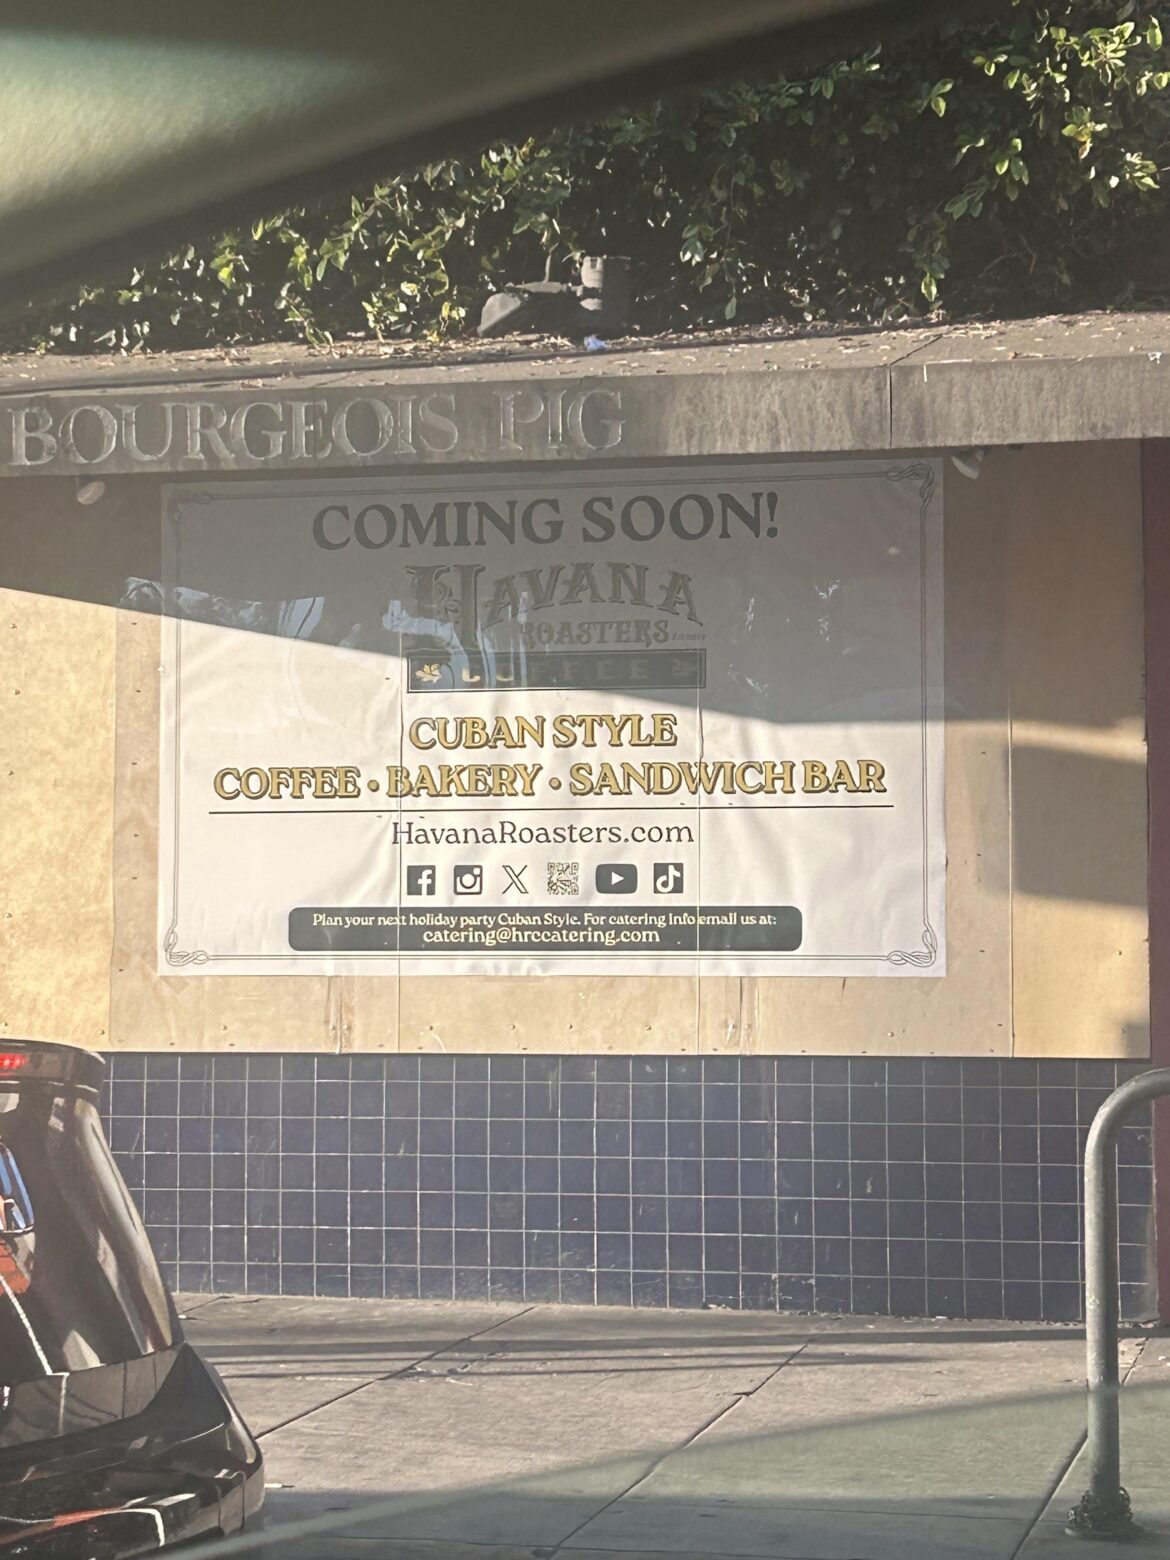 BOURGEOIS PIG
COMING SOON!
HAVANA
ROASTERS
COFFEE
CUBAN STYLE
COFFEE • BAKERY • SANDWICH BAR
HavanaRoasters.com
Plan your next holiday party Cuban Style. For catering info email us at:
catering@hrccatering.com